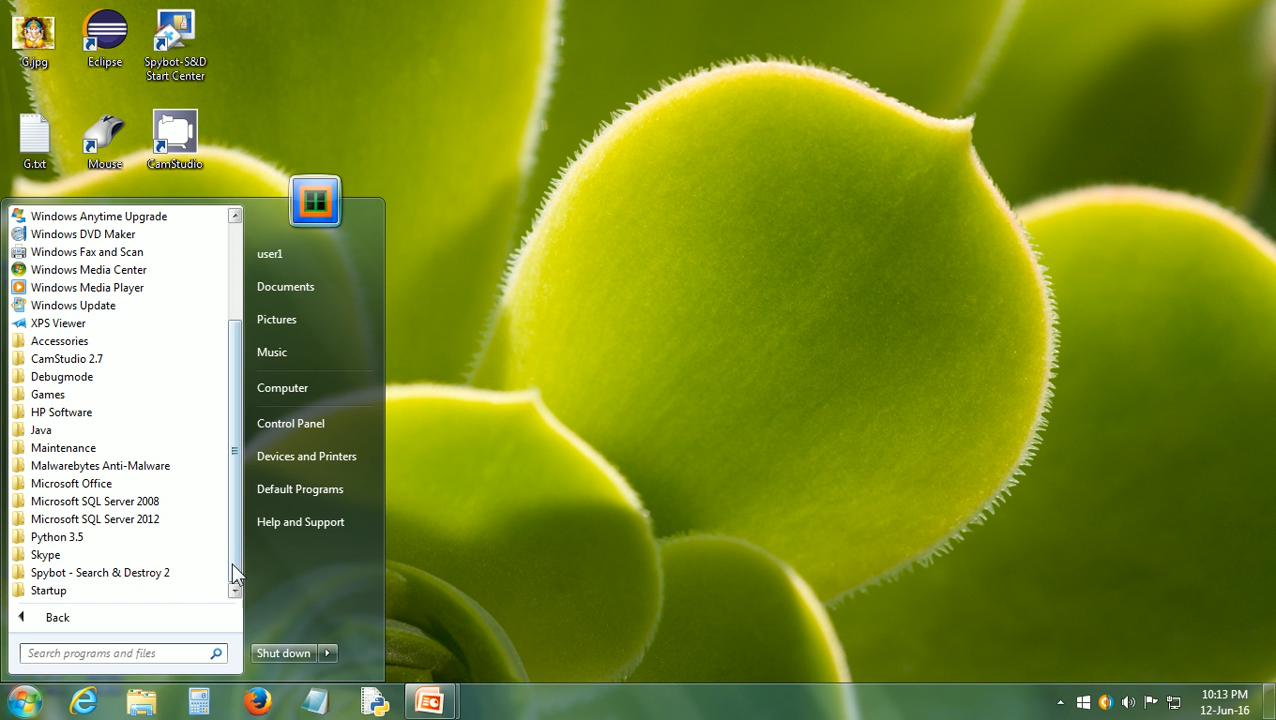 G.jpg
Eclipse
Spybot-S&D
Start Center
G.txt
Mouse
CamStudio
Windows Anytime Upgrade
Windows DVD Maker
Windows Fax and Scan
Windows Media Center
Windows Media Player
Windows Update
XPS Viewer
Accessories
CamStudio 2.7
Debugmode
Games
HP Software
Java
Maintenance
Malwarebytes Anti-Malware
Microsoft Office
Microsoft SQL Server 2008
Microsoft SQL Server 2012
Python 3.5
Skype
Spybot - Search & Destroy 2
Startup
Back
Search programs and files
user1
Documents
Pictures
Music
Computer
Control Panel
Devices and Printers
Default Programs
Help and Support
Shut down
10:13 PM
12-Jun-16